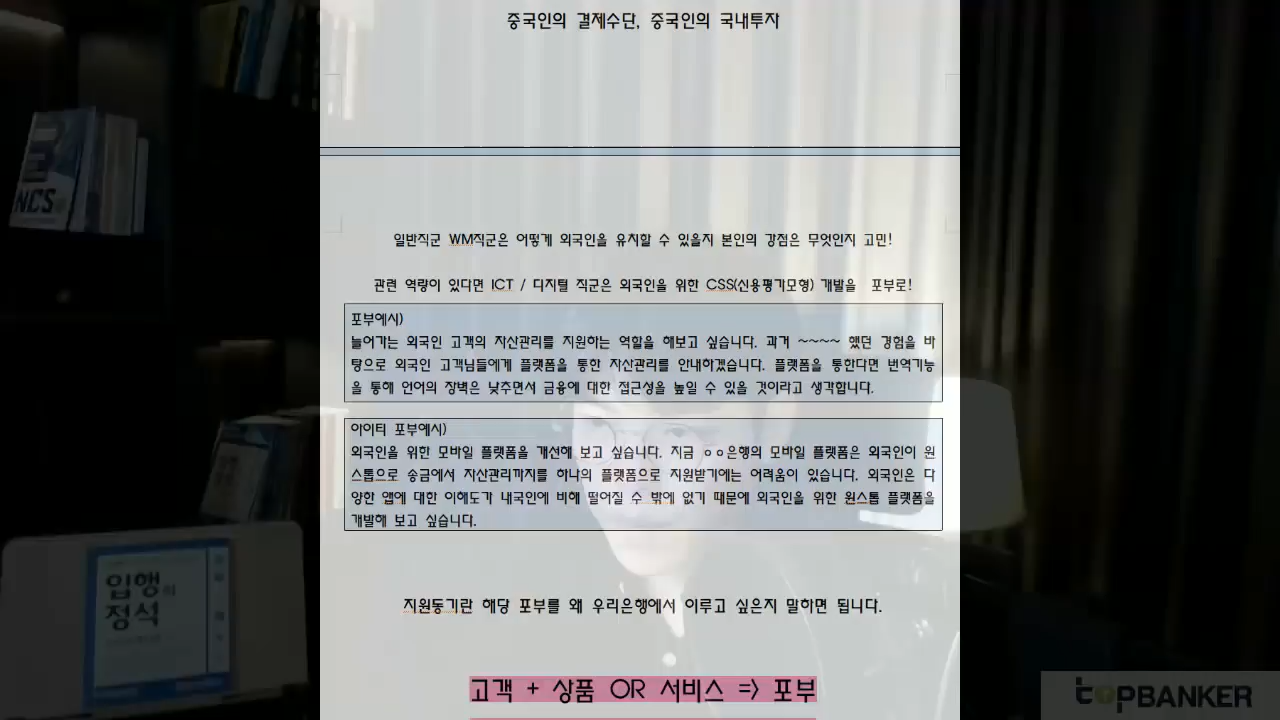 중국인의 결제수단, 중국인의 국내투자
일반직군 WM직군은 어떻게 외국인을 유치할 수 있을지 본인의 강점은 무엇인지 고민!
관련 역량이 있다면 ICT / 디지털 직군은 외국인을 위한 CSS(신용평가모형) 개발을 포부로!
포부예시)
늘어가는 외국인 고객의 자산관리를 지원하는 역할을 해보고 싶습니다. 과거 ~~~~ 했던 경험을 바
탕으로 외국인 고객님들에게 플랫폼을 통한 자산관리를 안내하겠습니다. 플랫폼을 통한다면 번역기능
을 통해 언어의 장벽은 낮추면서 금융에 대한 접근성을 높일 수 있을 것이라고 생각합니다.
아이티 포부예시)
외국인을 위한 모바일 플랫폼을 개선해 보고 싶습니다. 지금 ㅇㅇ은행의 모바일 플랫폼은 외국인이 원
스톱으로 송금에서 자산관리까지를 하나의 플랫폼으로 지원받기에는 어려움이 있습니다. 외국인은 다
양한 앱에 대한 이해도가 내국인에 비해 떨어질 수 밖에 없기 때문에 외국인을 위한 원스톱 플랫폼을
개발해 보고 싶습니다.
지원동기란 해당 포부를 왜 우리은행에서 이루고 싶은지 말하면 됩니다.
고객 + 상품 OR 서비스 => 포부
NCS
입행의
정석
tOPBANKER